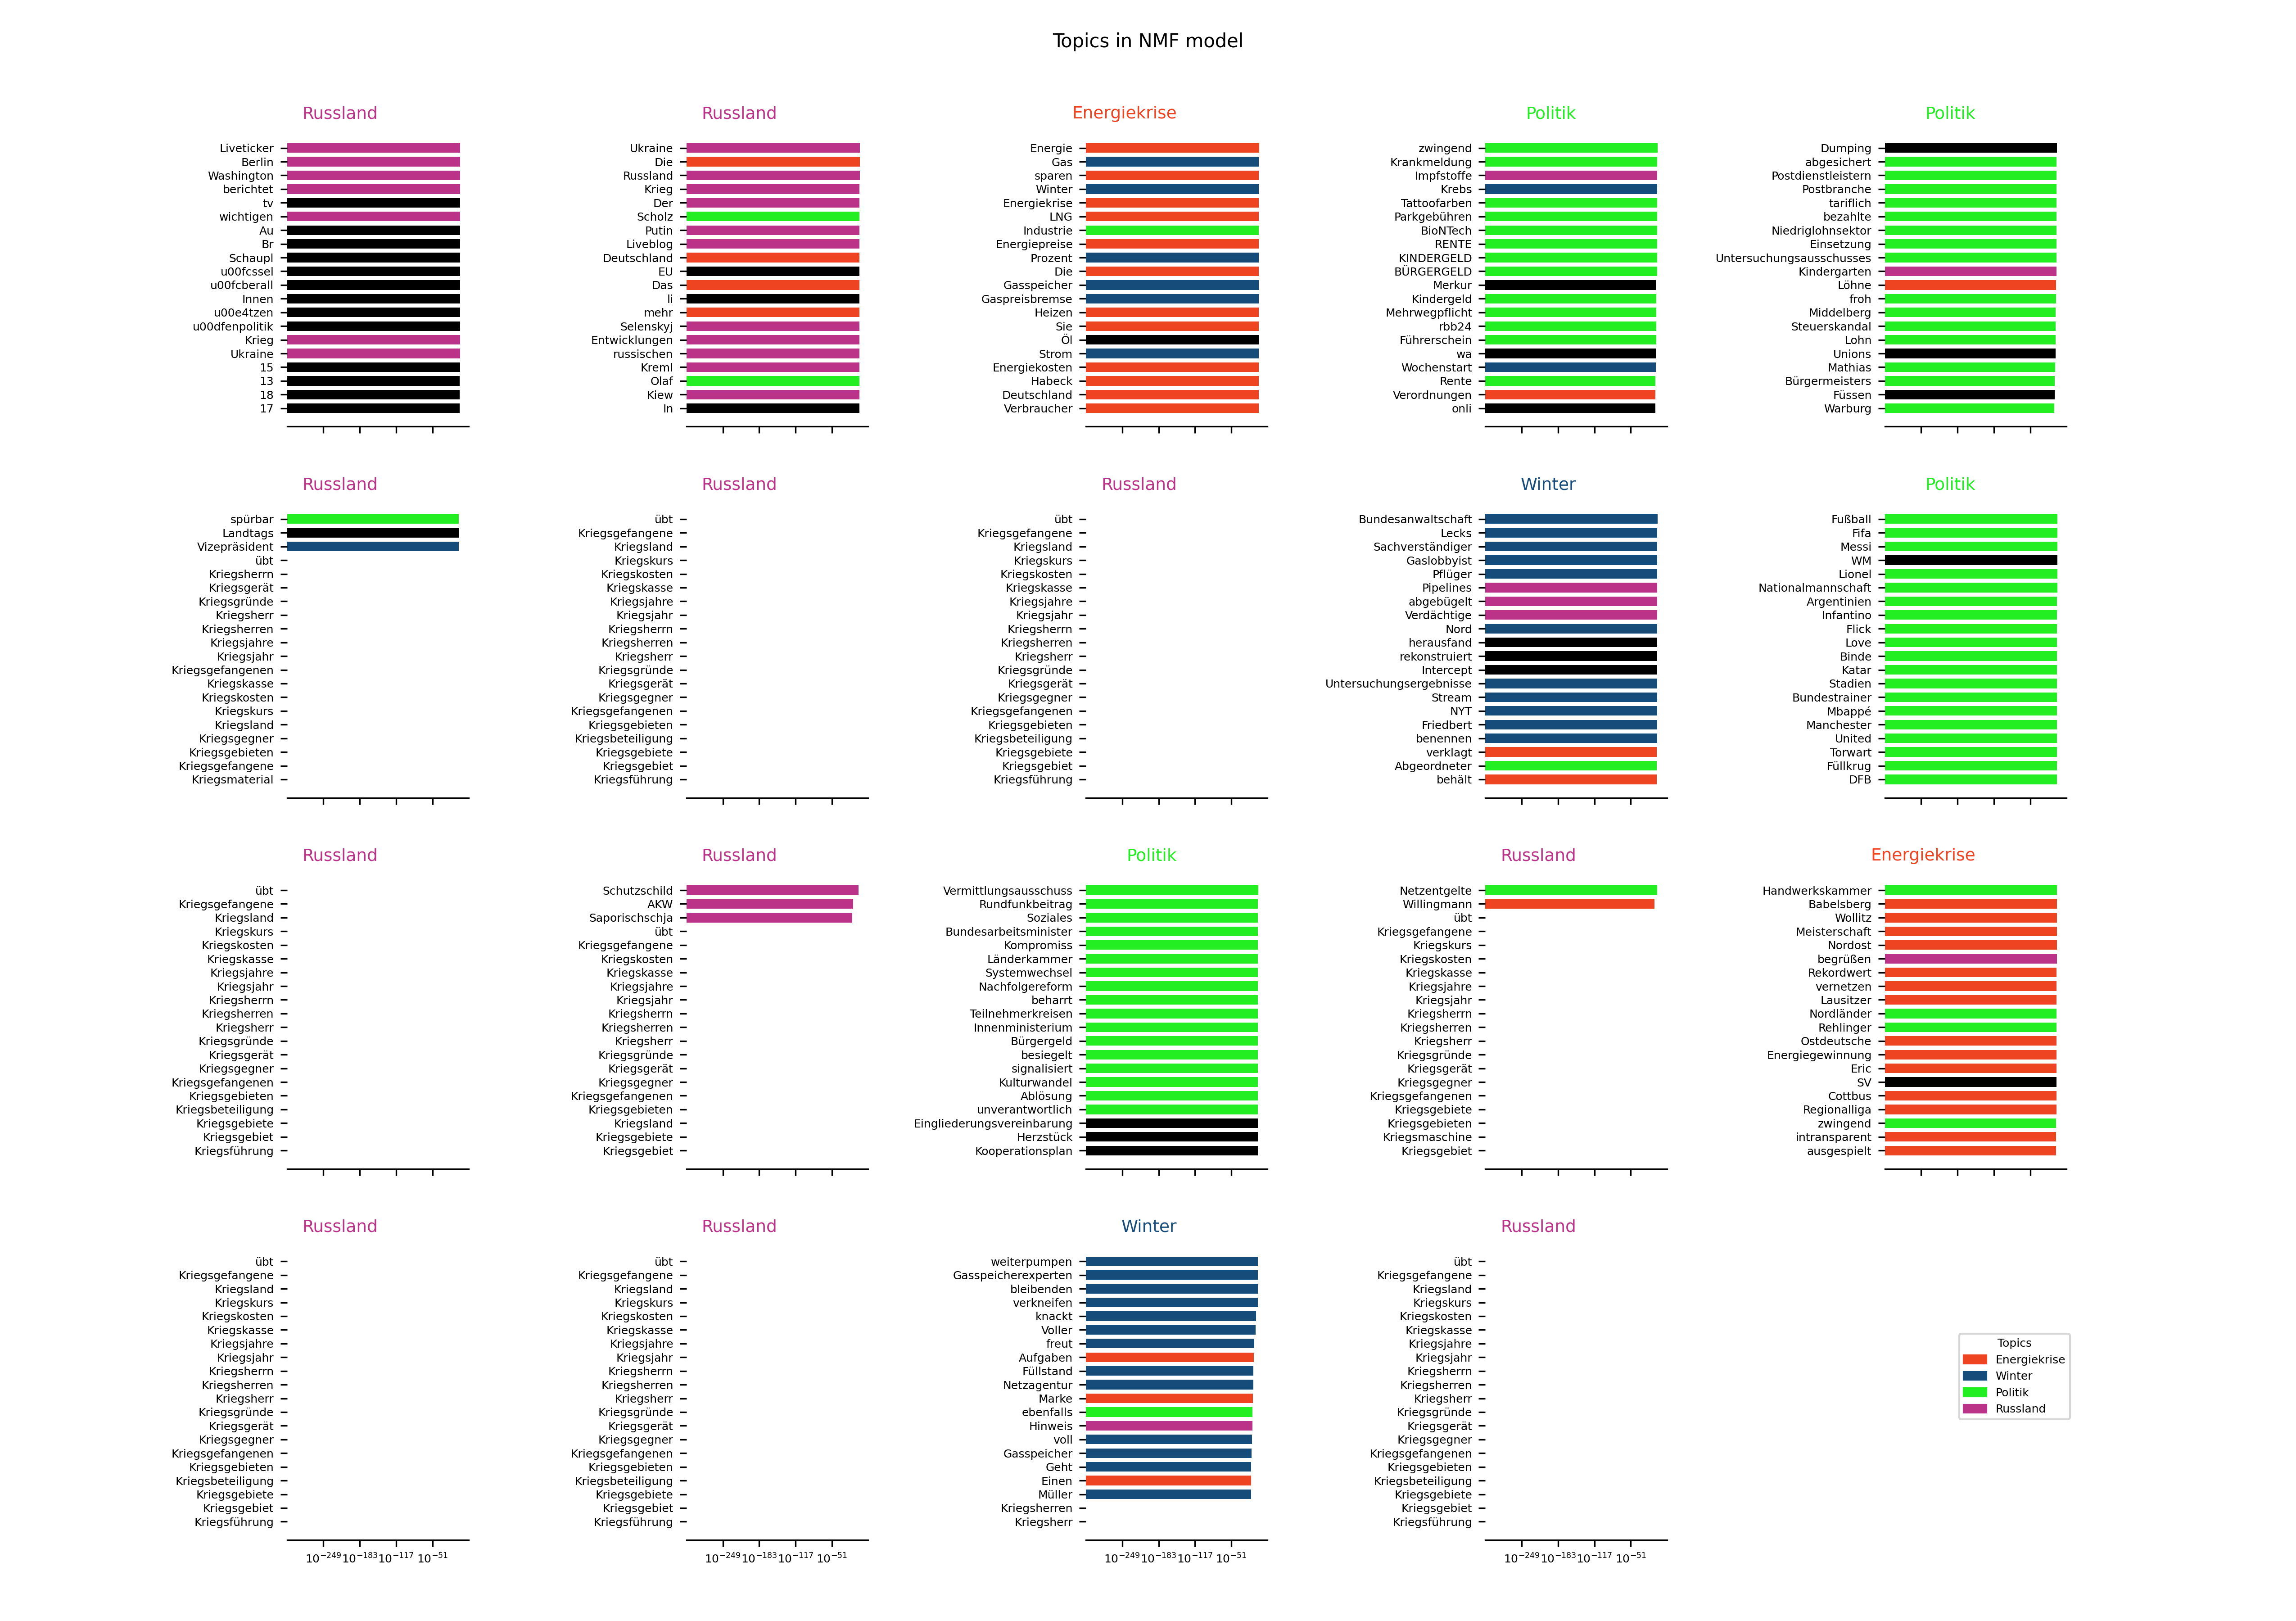 Topics in NMF model
Russland
Liveticker
Berlin
Washington
berichtet
tv
wichtigen
Au
Br
Schaupl
u00fcssel
u00fcberall
Innen
u00e4tzen
u00dfenpolitik
Krieg
Ukraine
15
13
18
17
Russland
Ukraine
Die
Russland
Krieg
Der
Scholz
Putin
Liveblog
Deutschland
EU
Das
li
mehr
Selenskyj
Entwicklungen
russischen
Kreml
Olaf
Kiew
In
Energiekrise
Energie
Gas
sparen
Winter
Energiekrise
LNG
Industrie
Energiepreise
Prozent
Die
Gasspeicher
Gaspreisbremse
Heizen
Sie
Öl
Strom
Energiekosten
Habeck
Deutschland
Verbraucher
Politik
zwingend
Krankmeldung
Impfstoffe
Krebs
Tattoofarben
Parkgebühren
BioNTech
RENTE
KINDERGELD
BÜRGERGELD
Merkur
Kindergeld
Mehrwegpflicht
rbb24
Führerschein
wa
Wochenstart
Rente
Verordnungen
onli
Politik
Dumping
abgesichert
Postdienstleistern
Postbranche
tariflich
bezahlte
Niedriglohnsektor
Einsetzung
Untersuchungsausschusses
Kindergarten
Löhne
froh
Middelberg
Steuerskandal
Lohn
Unions
Mathias
Bürgermeisters
Füssen
Warburg
Russland
spürbar
Landtags
Vizepräsident
übt
Kriegsherrn
Kriegsgerät
Kriegsgründe
Kriegsherr
Kriegsherren
Kriegsjahre
Kriegsjahr
Kriegsgefangenen
Kriegskasse
Kriegskosten
Kriegskurs
Kriegsland
Kriegsgegner
Kriegsgebieten
Kriegsgefangene
Kriegsmaterial
Russland
übt
Kriegsgefangene
Kriegsland
Kriegskurs
Kriegskosten
Kriegskasse
Kriegsjahre
Kriegsjahr
Kriegsherrn
Kriegsherren
Kriegsherr
Kriegsgründe
Kriegsgerät
Kriegsgegner
Kriegsgefangenen
Kriegsgebieten
Kriegsbeteiligung
Kriegsgebiete
Kriegsgebiet
Kriegsführung
Russland
übt
Kriegsgefangene
Kriegsland
Kriegskurs
Kriegskosten
Kriegskasse
Kriegsjahre
Kriegsjahr
Kriegsherrn
Kriegsherren
Kriegsherr
Kriegsgründe
Kriegsgerät
Kriegsgegner
Kriegsgefangenen
Kriegsgebieten
Kriegsbeteiligung
Kriegsgebiete
Kriegsgebiet
Kriegsführung
Winter
Bundesanwaltschaft
Lecks
Sachverständiger
Gaslobbyist
Pflüger
Pipelines
abgebügelt
Verdächtige
Nord
herausfand
rekonstruiert
Intercept
Untersuchungsergebnisse
Stream
NYT
Friedbert
benennen
verklagt
Abgeordneter
behält
Politik
Fußball
Fifa
Messi
WM
Lionel
Nationalmannschaft
Argentinien
Infantino
Flick
Love
Binde
Katar
Stadien
Bundestrainer
Mbappé
Manchester
United
Torwart
Füllkrug
DFB
Russland
übt
Kriegsgefangene
Kriegsland
Kriegskurs
Kriegskosten
Kriegskasse
Kriegsjahre
Kriegsjahr
Kriegsherrn
Kriegsherren
Kriegsherr
Kriegsgründe
Kriegsgerät
Kriegsgegner
Kriegsgefangenen
Kriegsgebieten
Kriegsbeteiligung
Kriegsgebiete
Kriegsgebiet
Kriegsführung
Russland
Schutzschild
AKW
Saporischschja
übt
Kriegsgefangene
Kriegskosten
Kriegskasse
Kriegsjahre
Kriegsjahr
Kriegsherrn
Kriegsherren
Kriegsherr
Kriegsgründe
Kriegsgerät
Kriegsgegner
Kriegsgefangenen
Kriegsgebieten
Kriegsland
Kriegsgebiete
Kriegsgebiet
Politik
Vermittlungsausschuss
Rundfunkbeitrag
Soziales
Bundesarbeitsminister
Kompromiss
Länderkammer
Systemwechsel
Nachfolgereform
beharrt
Teilnehmerkreisen
Innenministerium
Bürgergeld
besiegelt
signalisiert
Kulturwandel
Ablösung
unverantwortlich
Eingliederungsvereinbarung
Herzstück
Kooperationsplan
Russland
Netzentgelte
Willingmann
übt
Kriegsgefangene
Kriegskurs
Kriegskosten
Kriegskasse
Kriegsjahre
Kriegsjahr
Kriegsherrn
Kriegsherren
Kriegsherr
Kriegsgründe
Kriegsgerät
Kriegsgegner
Kriegsgefangenen
Kriegsgebiete
Kriegsgebieten
Kriegsmaschine
Kriegsgebiet
Energiekrise
Handwerkskammer
Babelsberg
Wollitz
Meisterschaft
Nordost
begrüßen
Rekordwert
vernetzen
Lausitzer
Nordländer
Rehlinger
Ostdeutsche
Energiegewinnung
Eric
SV
Cottbus
Regionalliga
zwingend
intransparent
ausgespielt
Russland
übt
Kriegsgefangene
Kriegsland
Kriegskurs
Kriegskosten
Kriegskasse
Kriegsjahre
Kriegsjahr
Kriegsherrn
Kriegsherren
Kriegsherr
Kriegsgründe
Kriegsgerät
Kriegsgegner
Kriegsgefangenen
Kriegsgebieten
Kriegsbeteiligung
Kriegsgebiete
Kriegsgebiet
Kriegsführung
10⁻²⁴⁹ 10⁻¹⁸³ 10⁻¹¹⁷ 10⁻⁵¹
Russland
übt
Kriegsgefangene
Kriegsland
Kriegskurs
Kriegskosten
Kriegskasse
Kriegsjahre
Kriegsjahr
Kriegsherrn
Kriegsherren
Kriegsherr
Kriegsgründe
Kriegsgerät
Kriegsgegner
Kriegsgefangenen
Kriegsgebieten
Kriegsbeteiligung
Kriegsgebiete
Kriegsgebiet
Kriegsführung
10⁻²⁴⁹ 10⁻¹⁸³ 10⁻¹¹⁷ 10⁻⁵¹
Winter
weiterpumpen
Gasspeicherexperten
bleibenden
verkneifen
knackt
Voller
freut
Aufgaben
Füllstand
Netzagentur
Marke
ebenfalls
Hinweis
voll
Gasspeicher
Geht
Einen
Müller
Kriegsherren
Kriegsherr
10⁻²⁴⁹ 10⁻¹⁸³ 10⁻¹¹⁷ 10⁻⁵¹
Russland
übt
Kriegsgefangene
Kriegsland
Kriegskurs
Kriegskosten
Kriegskasse
Kriegsjahre
Kriegsjahr
Kriegsherrn
Kriegsherren
Kriegsherr
Kriegsgründe
Kriegsgerät
Kriegsgegner
Kriegsgefangenen
Kriegsgebieten
Kriegsbeteiligung
Kriegsgebiete
Kriegsgebiet
Kriegsführung
10⁻²⁴⁹ 10⁻¹⁸³ 10⁻¹¹⁷ 10⁻⁵¹
Topics
Energiekrise
Winter
Politik
Russland